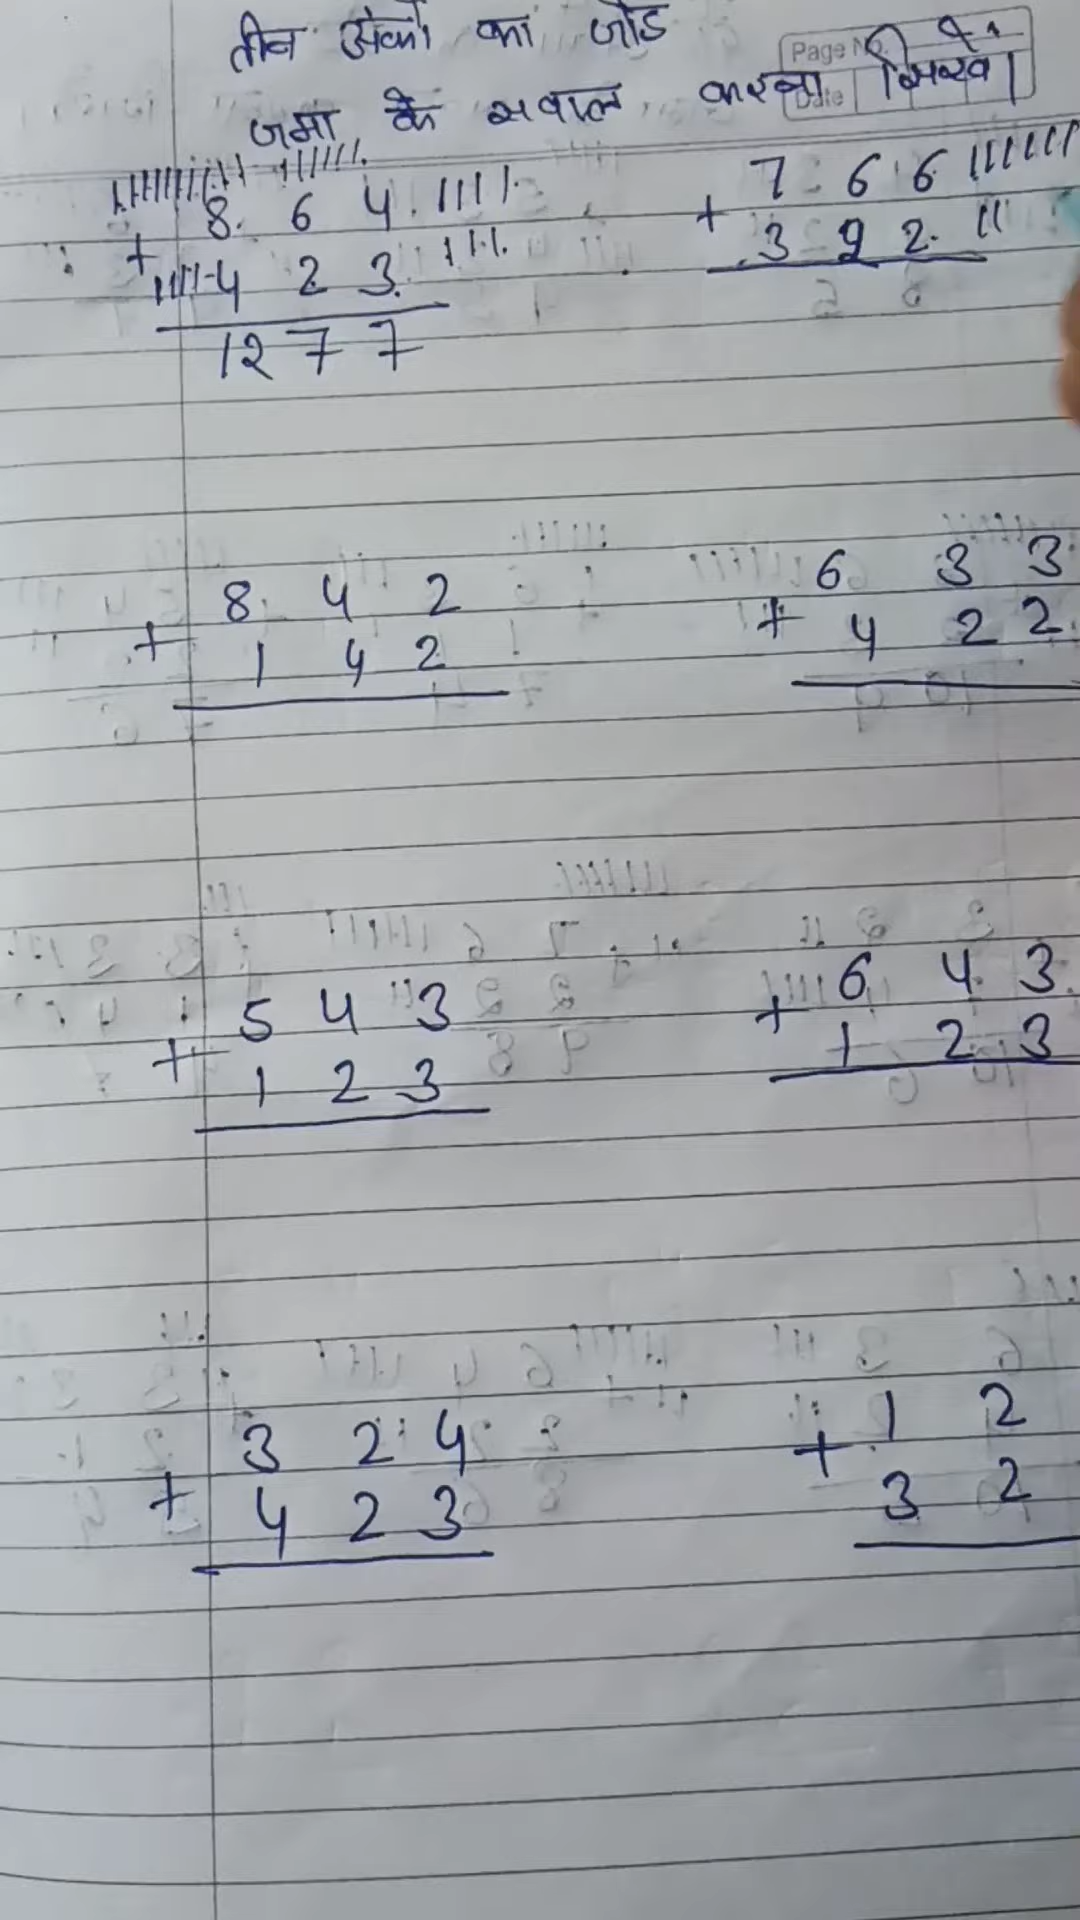 तीन अंको का जोड
जमा के सवाल करना सिखे।
Page No.
Date
8 6 4
+ 4 2 3
1 2 7 7
7 6 6
+ 3 9 2
8 4 2
+ 1 4 2
6 3 3
+ 4 2 2
5 4 3
+ 1 2 3
6 4 3
+ 1 2 3
3 2 4
+ 4 2 3
1 2
+ 3 2